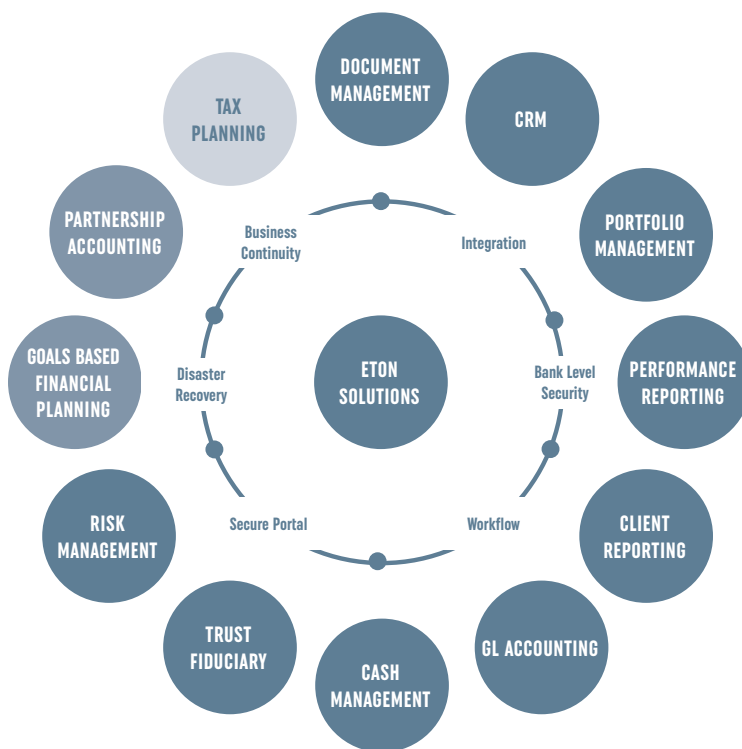 DOCUMENT
MANAGEMENT
CRM
PORTFOLIO
MANAGEMENT
PERFORMANCE
REPORTING
CLIENT
REPORTING
GL ACCOUNTING
CASH
MANAGEMENT
TRUST
FIDUCIARY
RISK
MANAGEMENT
GOALS BASED
FINANCIAL
PLANNING
PARTNERSHIP
ACCOUNTING
TAX
PLANNING
Business
Continuity
Integration
Bank Level
Security
Workflow
Secure Portal
Disaster
Recovery
ETON
SOLUTIONS